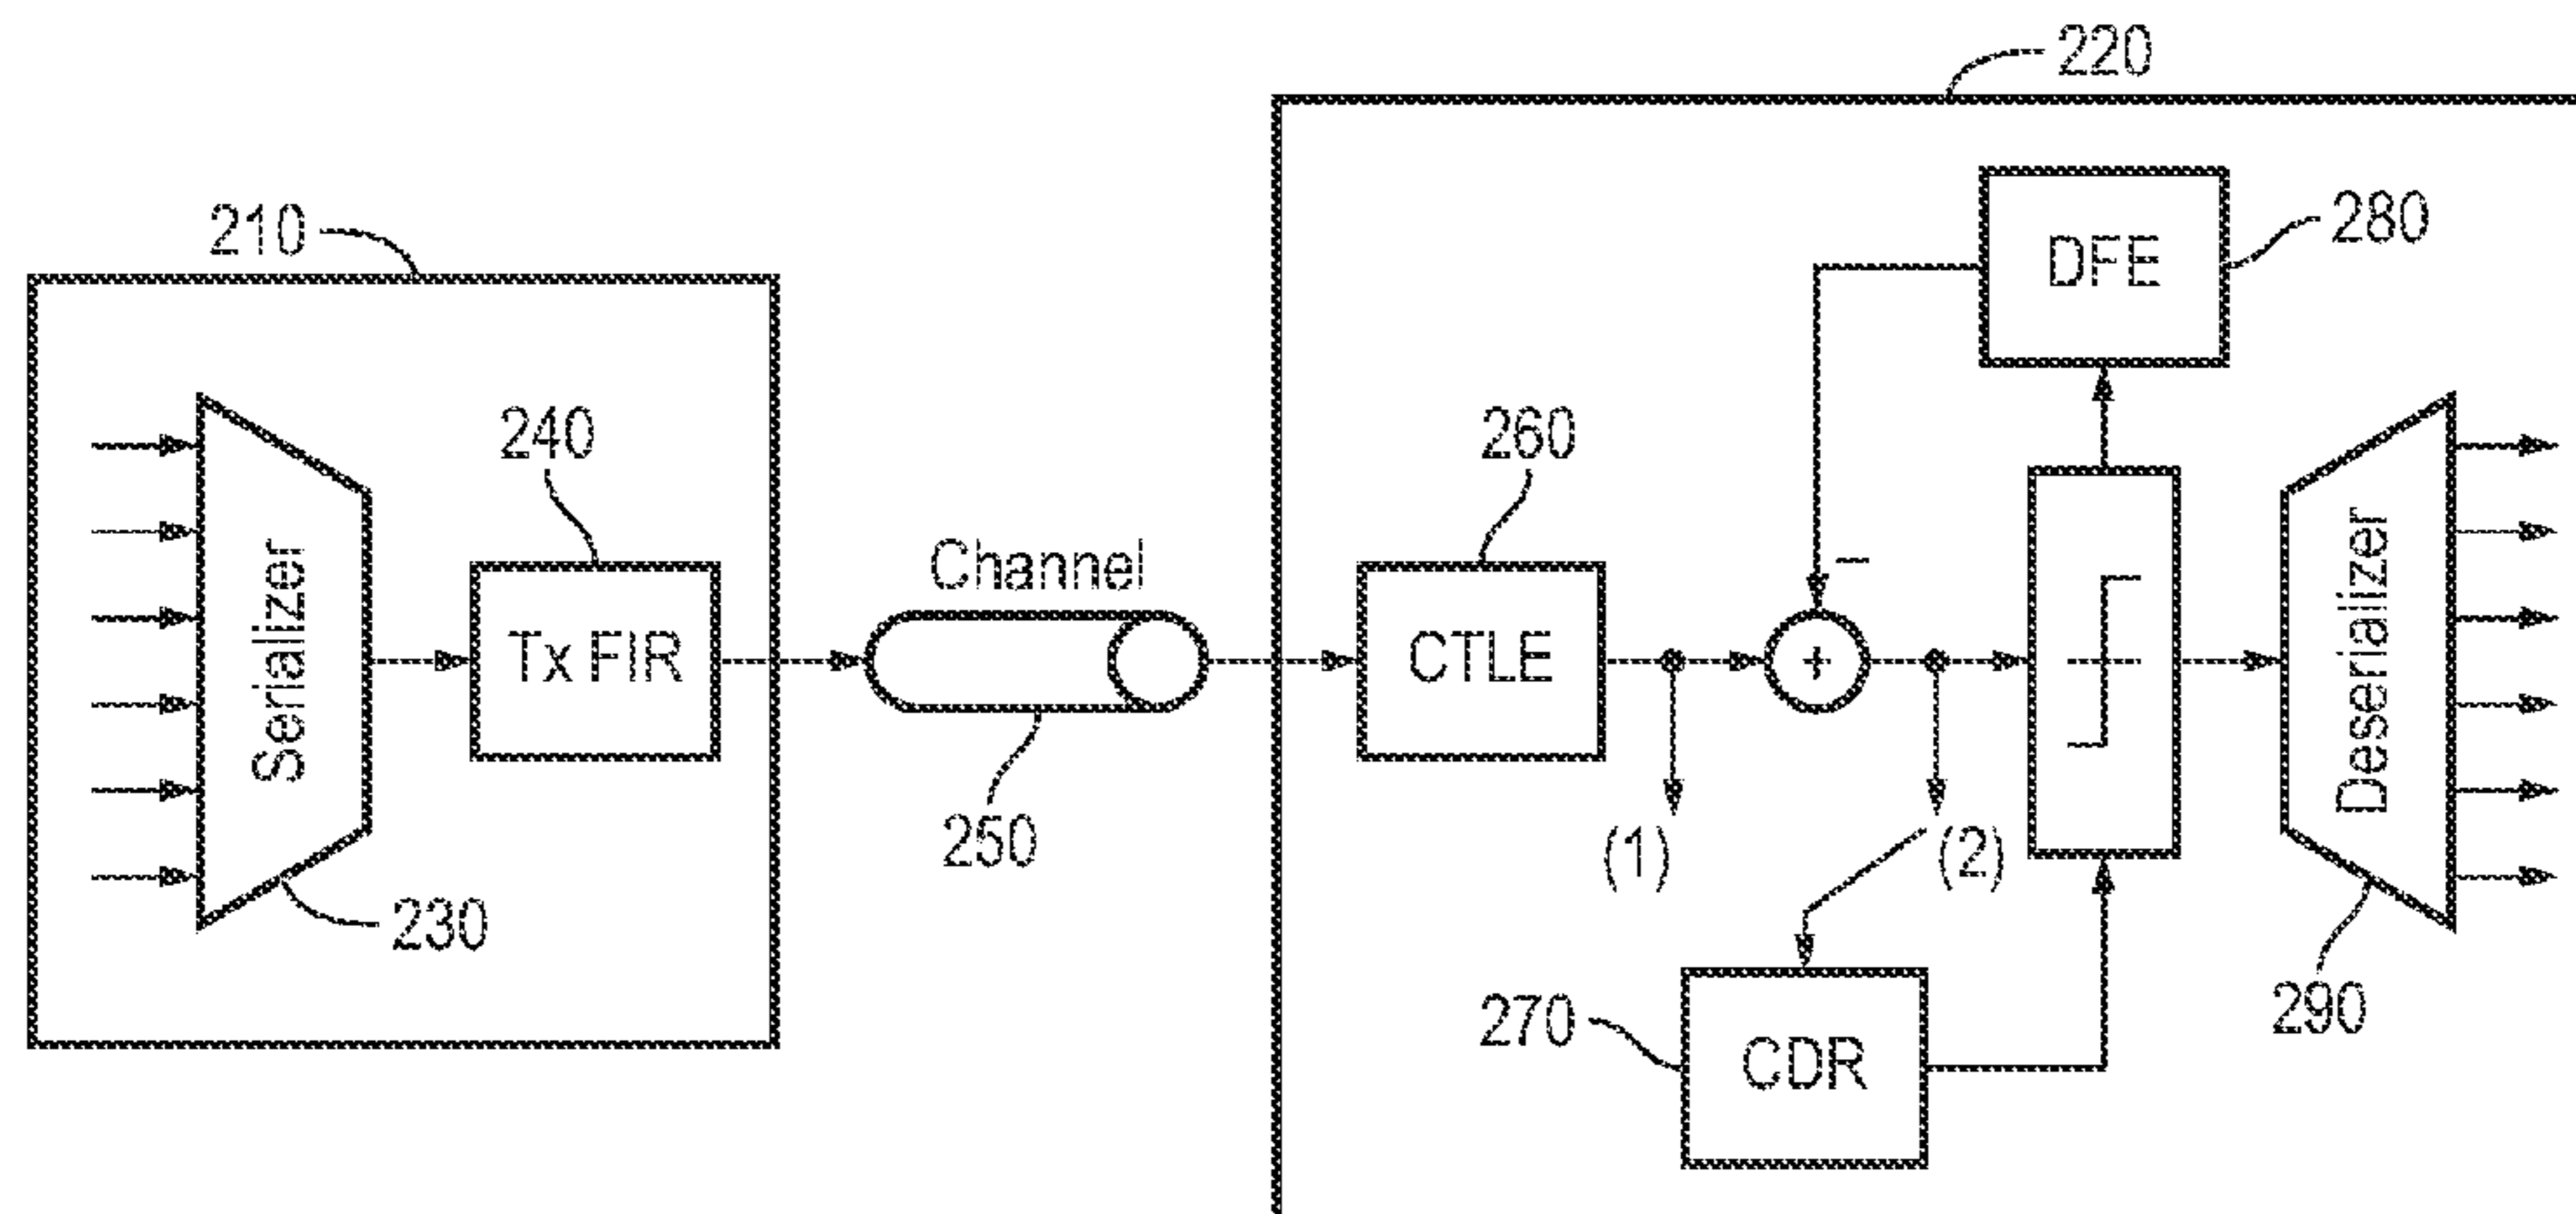 220
210
280
DFE
240
260
–
Channel
Serializer
Tx FIR
CTLE
+
Deserializer
250
(1)
(2)
230
270
CDR
290